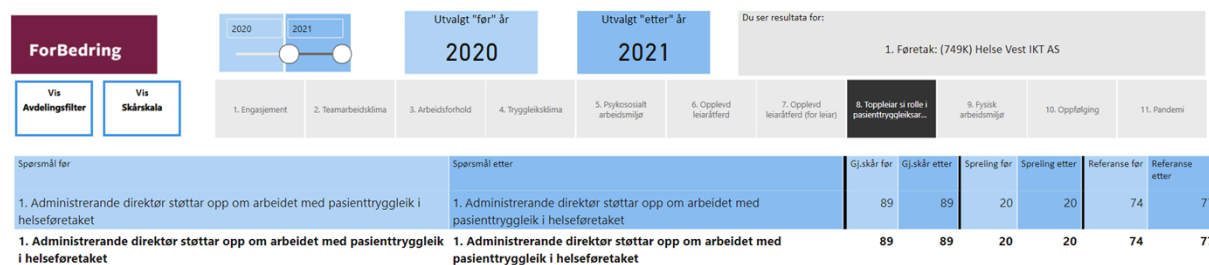 ForBedring
2020
2021
Utvalgt "før" år
2020
Utvalgt "etter" år
2021
Du ser resultata for:
1. Føretak: (749K) Helse Vest IKT AS
Vis
Avdelingsfilter
Vis
Skårskala
1. Engasjement
2. Teamarbeidsklima
3. Arbeidsforhold
4. Tryggleiksklima
5. Psykososialt
arbeidsmiljø
6. Opplevd
leiaråtferd
7. Opplevd
leiaråtferd (for leiar)
8. Toppleiar si rolle i
pasienttryggleiksar...
9. Fysisk
arbeidsmiljø
10. Oppfølging
11. Pandemi
Spørsmål før
Spørsmål etter
Gj.skår før
Gj.skår etter
Spreiing før
Spreiing etter
Referanse før
Referanse
etter
1. Administrerande direktør støttar opp om arbeidet med pasienttryggleik i
helseføretaket
1. Administrerande direktør støttar opp om arbeidet med
pasienttryggleik i helseføretaket
89
89
20
20
74
1. Administrerande direktør støttar opp om arbeidet med pasienttryggleik
i helseføretaket
1. Administrerande direktør støttar opp om arbeidet med
pasienttryggleik i helseføretaket
89
89
20
20
74